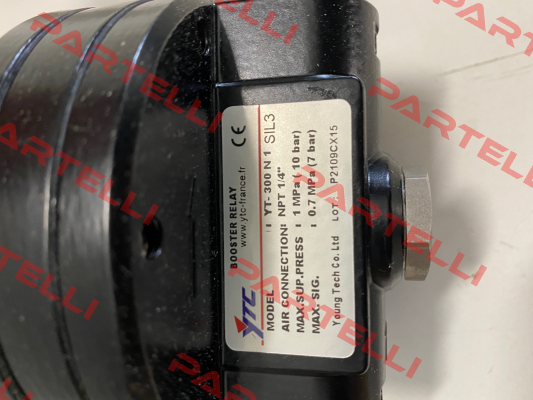 YTC
BOOSTER RELAY
www.ytc-france.fr
CE
MODEL : YT- 300 N 1 SIL3
AIR CONNECTION: NPT 1/4"
MAX.SUP.PRESS : 1 MPa ( 10 bar)
MAX. SIG. : 0.7 MPa (7 bar)
Young Tech Co. Ltd LOT.: P2109CX15
PARTELLI
PARTELLI
PARTELLI
PARTELLI
PARTELLI
PARTELLI